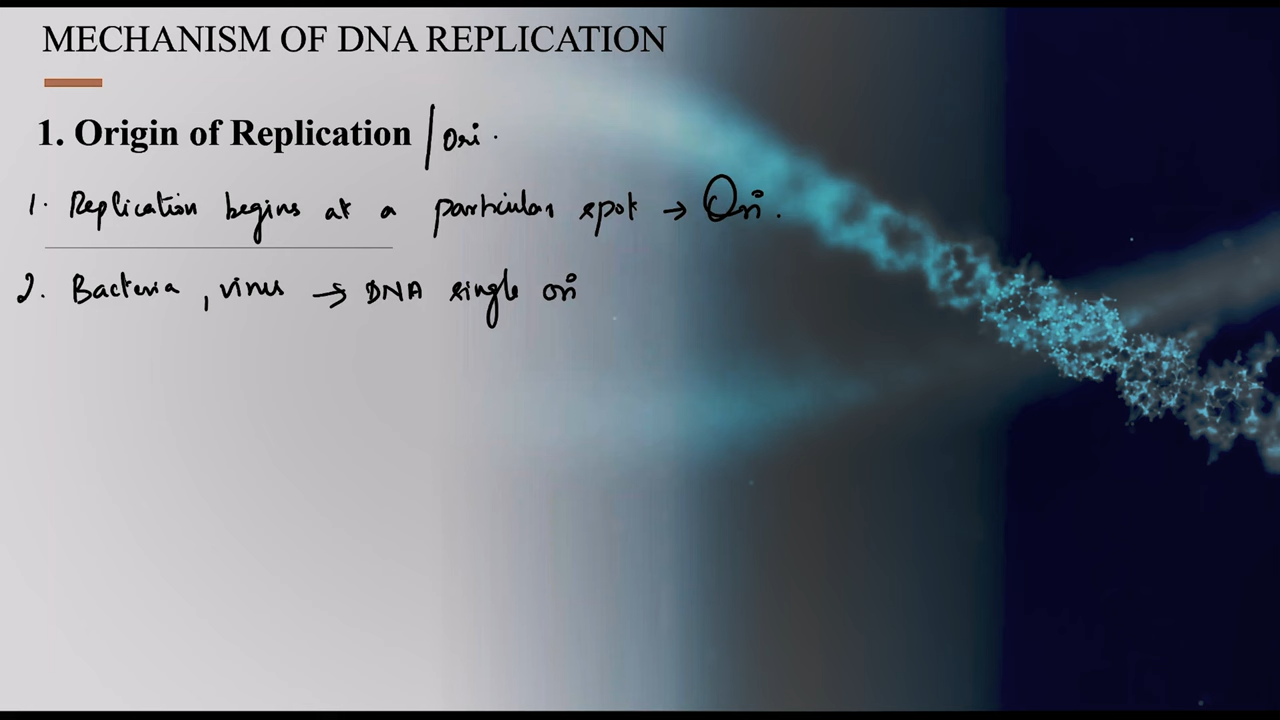 MECHANISM OF DNA REPLICATION
1. Origin of Replication / Ori.
1. Replication begins at a particular spot → Ori.
2. Bacteria, virus → DNA single ori